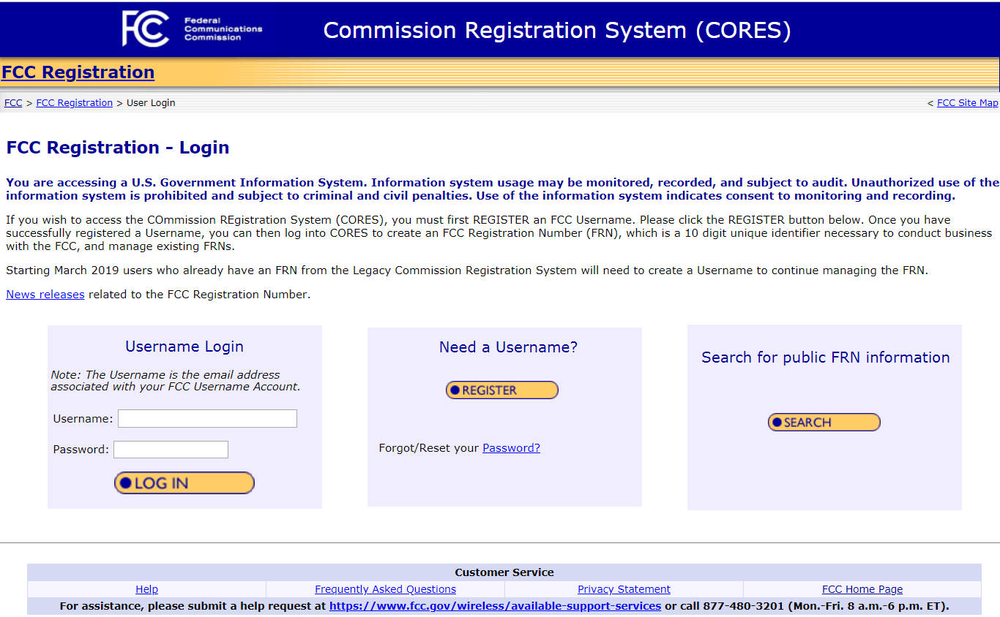 FCC Federal Communications Commission
Commission Registration System (CORES)
FCC Registration
FCC > FCC Registration > User Login
< FCC Site Map
FCC Registration - Login
You are accessing a U.S. Government Information System. Information system usage may be monitored, recorded, and subject to audit. Unauthorized use of the
information system is prohibited and subject to criminal and civil penalties. Use of the information system indicates consent to monitoring and recording.
If you wish to access the COmmission REgistration System (CORES), you must first REGISTER an FCC Username. Please click the REGISTER button below. Once you have
successfully registered a Username, you can then log into CORES to create an FCC Registration Number (FRN), which is a 10 digit unique identifier necessary to conduct business
with the FCC, and manage existing FRNs.
Starting March 2019 users who already have an FRN from the Legacy Commission Registration System will need to create a Username to continue managing the FRN.
News releases related to the FCC Registration Number.
Username Login
Note: The Username is the email address
associated with your FCC Username Account.
Username:
Password:
LOG IN
Need a Username?
REGISTER
Forgot/Reset your Password?
Search for public FRN information
SEARCH
Customer Service
Help
Frequently Asked Questions
Privacy Statement
FCC Home Page
For assistance, please submit a help request at https://www.fcc.gov/wireless/available-support-services or call 877-480-3201 (Mon.-Fri. 8 a.m.-6 p.m. ET).